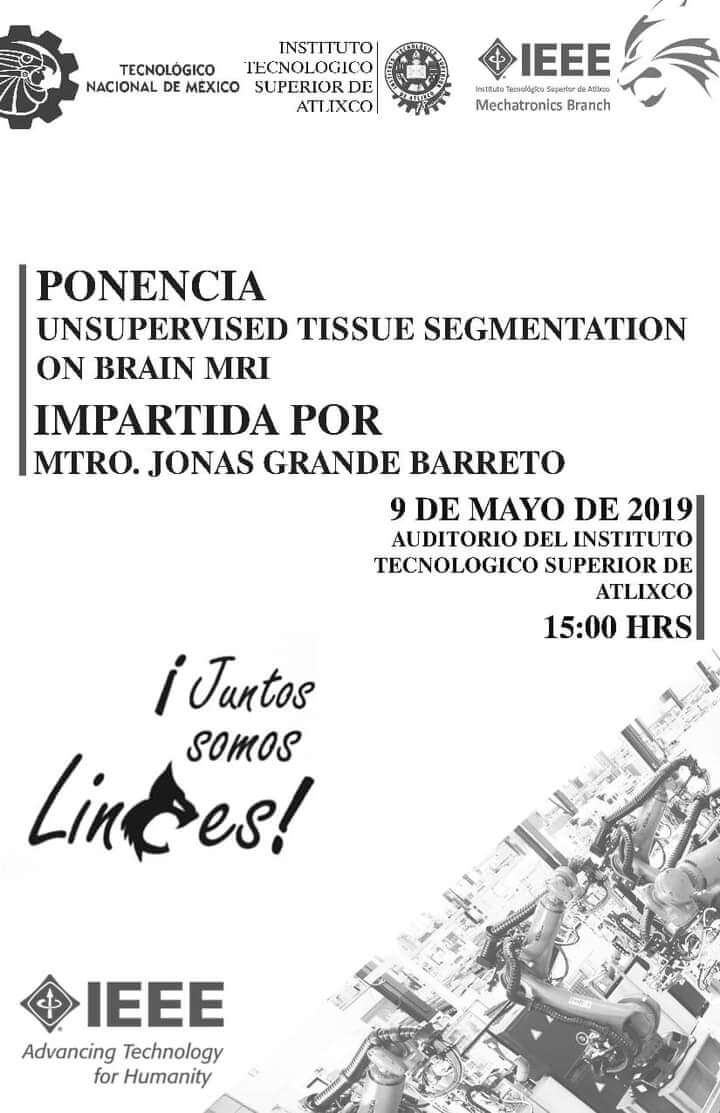 TECNOLÓGICO
NACIONAL DE MÉXICO
INSTITUTO
TECNOLOGICO
SUPERIOR DE
ATLIXCO
IEEE
Instituto Tecnológico Superior de Atlixco
Mechatronics Branch
PONENCIA
UNSUPERVISED TISSUE SEGMENTATION
ON BRAIN MRI
IMPARTIDA POR
MTRO. JONAS GRANDE BARRETO
9 DE MAYO DE 2019
AUDITORIO DEL INSTITUTO
TECNOLOGICO SUPERIOR DE
ATLIXCO
15:00 HRS
¡Juntos
somos
Linces!
IEEE
Advancing Technology
for Humanity